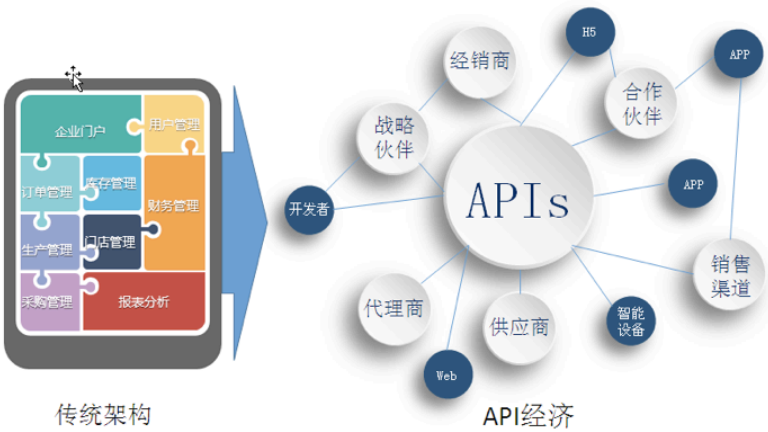 企业门户
用户管理
订单管理
库存管理
财务管理
生产管理
门店管理
采购管理
报表分析
传统架构
H5
APP
经销商
合作
伙伴
战略
伙伴
APIs
APP
开发者
销售
渠道
代理商
供应商
智能
设备
Web
API经济